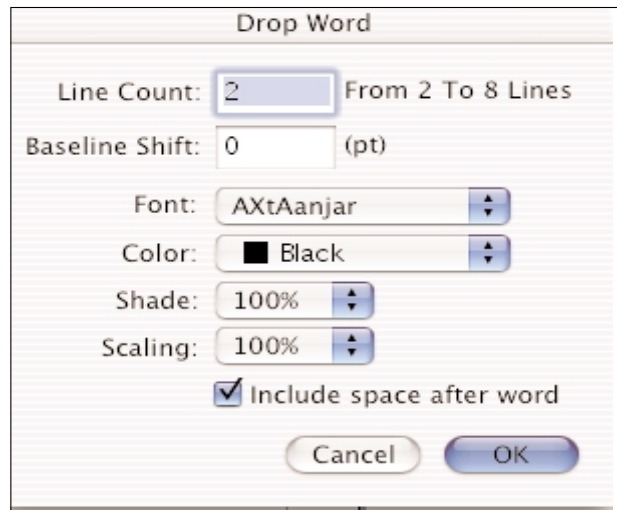 Drop Word
Line Count: 2 From 2 To 8 Lines
Baseline Shift: 0 (pt)
Font: AXtAanjar
Color: Black
Shade: 100%
Scaling: 100%
Include space after word
Cancel OK